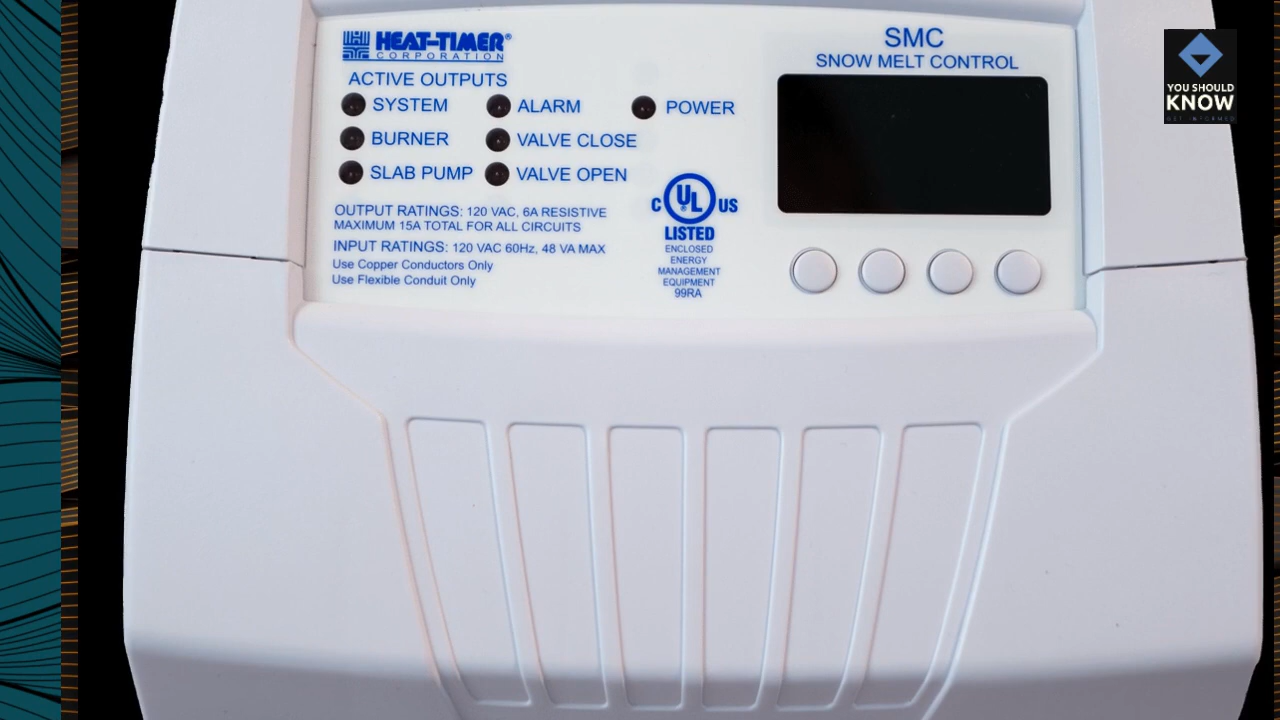 HEAT-TIMER®
CORPORATION
ACTIVE OUTPUTS
SYSTEM
BURNER
SLAB PUMP
ALARM
VALVE CLOSE
VALVE OPEN
POWER
OUTPUT RATINGS: 120 VAC, 6A RESISTIVE
MAXIMUM 15A TOTAL FOR ALL CIRCUITS
INPUT RATINGS: 120 VAC 60Hz, 48 VA MAX
Use Copper Conductors Only
Use Flexible Conduit Only
C UL® US
LISTED
ENCLOSED
ENERGY
MANAGEMENT
EQUIPMENT
99RA
SMC
SNOW MELT CONTROL
YOU SHOULD
KNOW
GET INFORMED